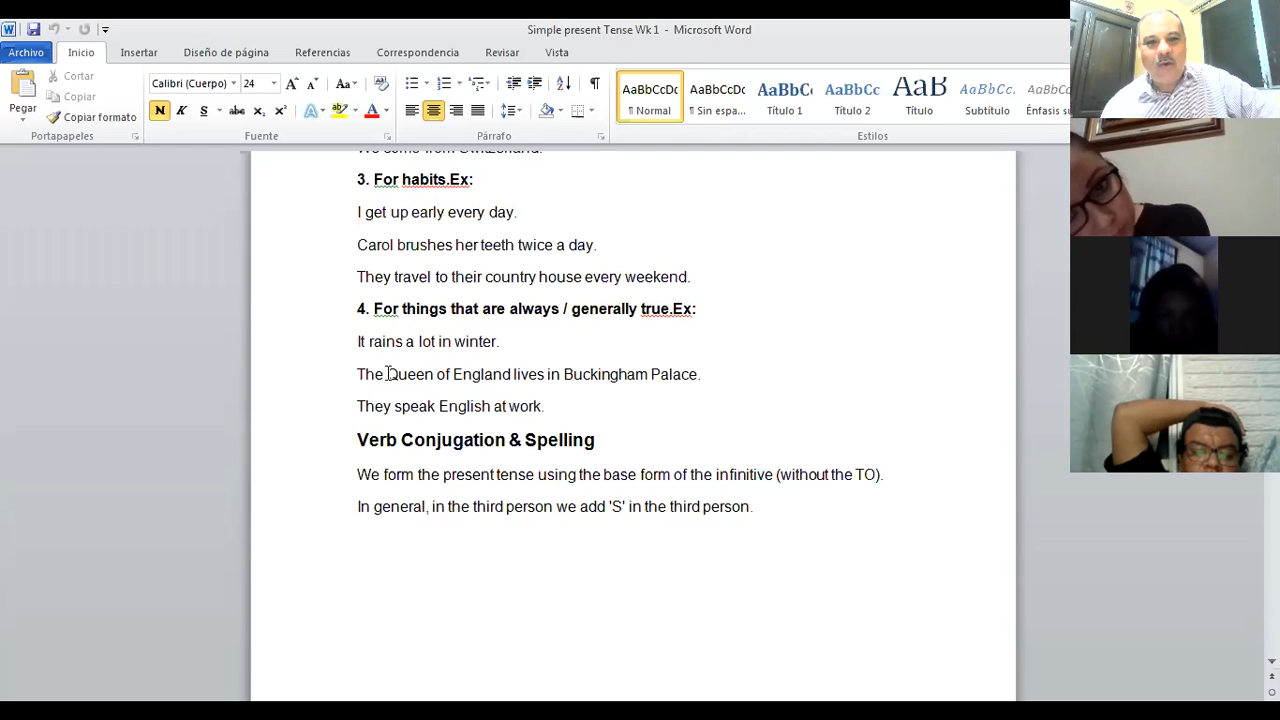 Simple present Tense Wk1 - Microsoft Word
Archivo Inicio Insertar Diseño de página Referencias Correspondencia Revisar Vista
Pegar Cortar Copiar Copiar formato
Calibri (Cuerpo) 24
N K S abc x₂ x²
AaBbCcDc AaBbCcDc AaBbC AaBbCc AaB AaBbCc. AaBbCc
¶ Normal ¶ Sin espa... Título 1 Título 2 Título Subtítulo Énfasis su
Portapapeles Fuente Párrafo Estilos
3. For habits.Ex:
I get up early every day.
Carol brushes her teeth twice a day.
They travel to their country house every weekend.
4. For things that are always / generally true.Ex:
It rains a lot in winter.
The Queen of England lives in Buckingham Palace.
They speak English at work.
Verb Conjugation & Spelling
We form the present tense using the base form of the infinitive (without the TO).
In general, in the third person we add 'S' in the third person.